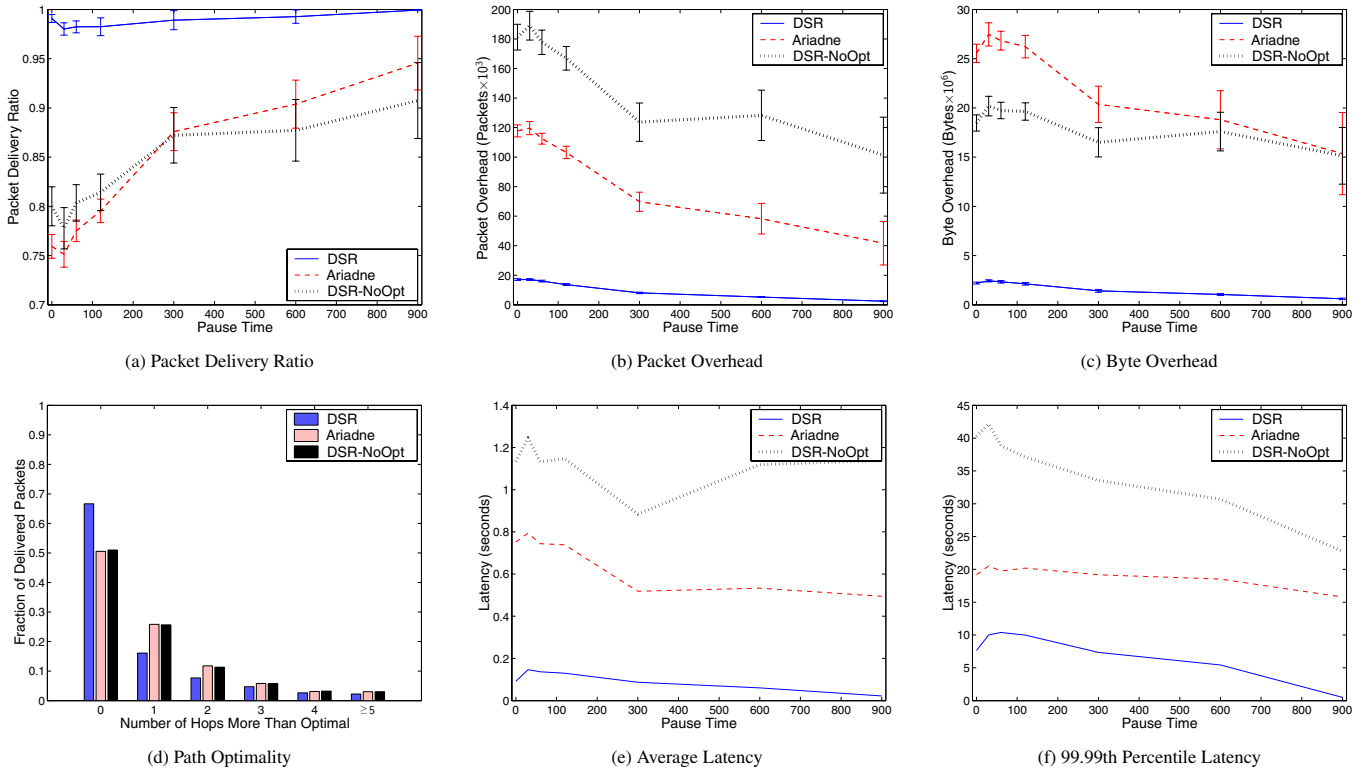 1
0.95
0.9
0.85
0.8
0.75
0.7
Packet Delivery Ratio
0 100 200 300 400 500 600 700 800 900
Pause Time
DSR
Ariadne
DSR-NoOpt
(a) Packet Delivery Ratio
200
180
160
140
120
100
80
60
40
20
0
Packet Overhead (Packets×10³)
0 100 200 300 400 500 600 700 800 900
Pause Time
DSR
Ariadne
DSR-NoOpt
(b) Packet Overhead
30
25
20
15
10
5
0
Byte Overhead (Bytes×10⁶)
0 100 200 300 400 500 600 700 800 900
Pause Time
DSR
Ariadne
DSR-NoOpt
(c) Byte Overhead
1
0.9
0.8
0.7
0.6
0.5
0.4
0.3
0.2
0.1
0
Fraction of Delivered Packets
0 1 2 3 4 ≥5
Number of Hops More Than Optimal
DSR
Ariadne
DSR-NoOpt
(d) Path Optimality
1.4
1.2
1
0.8
0.6
0.4
0.2
0
Latency (seconds)
0 100 200 300 400 500 600 700 800 900
Pause Time
DSR
Ariadne
DSR-NoOpt
(e) Average Latency
45
40
35
30
25
20
15
10
5
0
Latency (seconds)
0 100 200 300 400 500 600 700 800 900
Pause Time
DSR
Ariadne
DSR-NoOpt
(f) 99.99th Percentile Latency